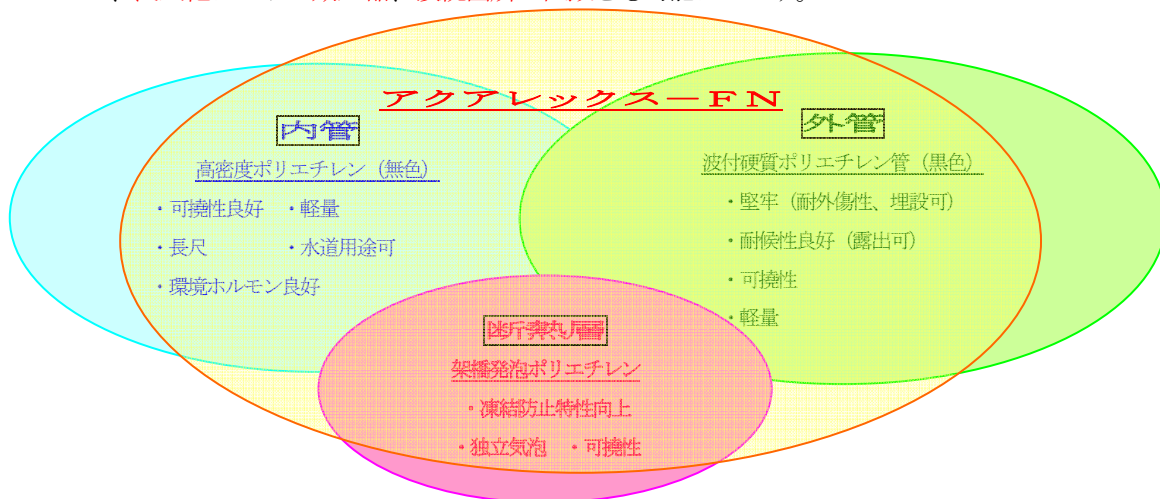 アクアレックス－ＦＮ
内管
高密度ポリエチレン（無色）
・可撓性良好　・軽量
・長尺　・水道用途可
・環境ホルモン良好
外管
波付硬質ポリエチレン管（黒色）
・堅牢（耐外傷性、埋設可）
・耐候性良好（露出可）
・可撓性
・軽量
断熱層
架橋発泡ポリエチレン
・凍結防止特性向上
・独立気泡　・可撓性